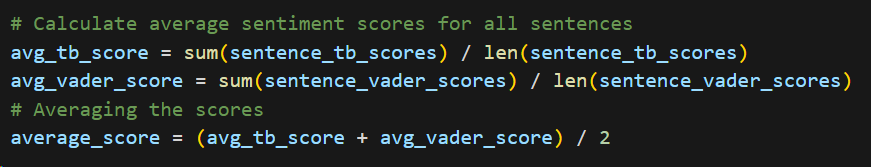 # Calculate average sentiment scores for all sentences
avg_tb_score = sum(sentence_tb_scores) / len(sentence_tb_scores)
avg_vader_score = sum(sentence_vader_scores) / len(sentence_vader_scores)
# Averaging the scores
average_score = (avg_tb_score + avg_vader_score) / 2